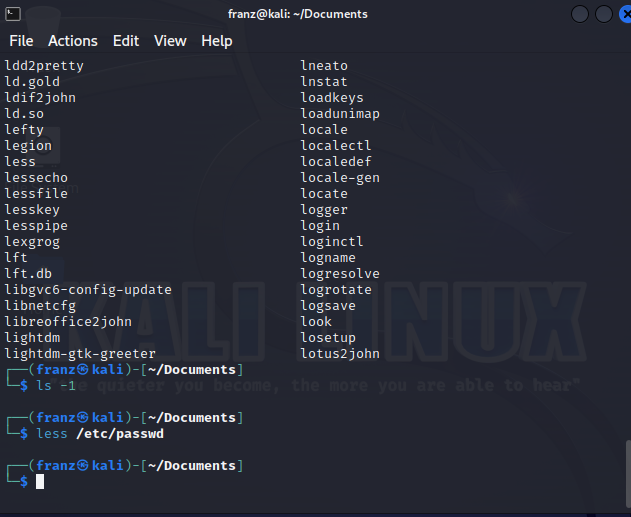 franz@kali: ~/Documents
File Actions Edit View Help
ldd2pretty lneato
ld.gold lnstat
ldif2john loadkeys
ld.so loadunimap
lefty locale
legion localectl
less localedef
lessecho locale-gen
lessfile locate
lesskey logger
lesspipe login
lexgrog loginctl
lft logname
lft.db logresolve
libgvc6-config-update logrotate
libnetcfg logsave
libreoffice2john look
lightdm losetup
lightdm-gtk-greeter lotus2john
KALI LINUX
┌──(franz㉿kali)-[~/Documents]
└─$ ls -1
"the quieter you become, the more you are able to hear"
┌──(franz㉿kali)-[~/Documents]
└─$ less /etc/passwd
┌──(franz㉿kali)-[~/Documents]
└─$